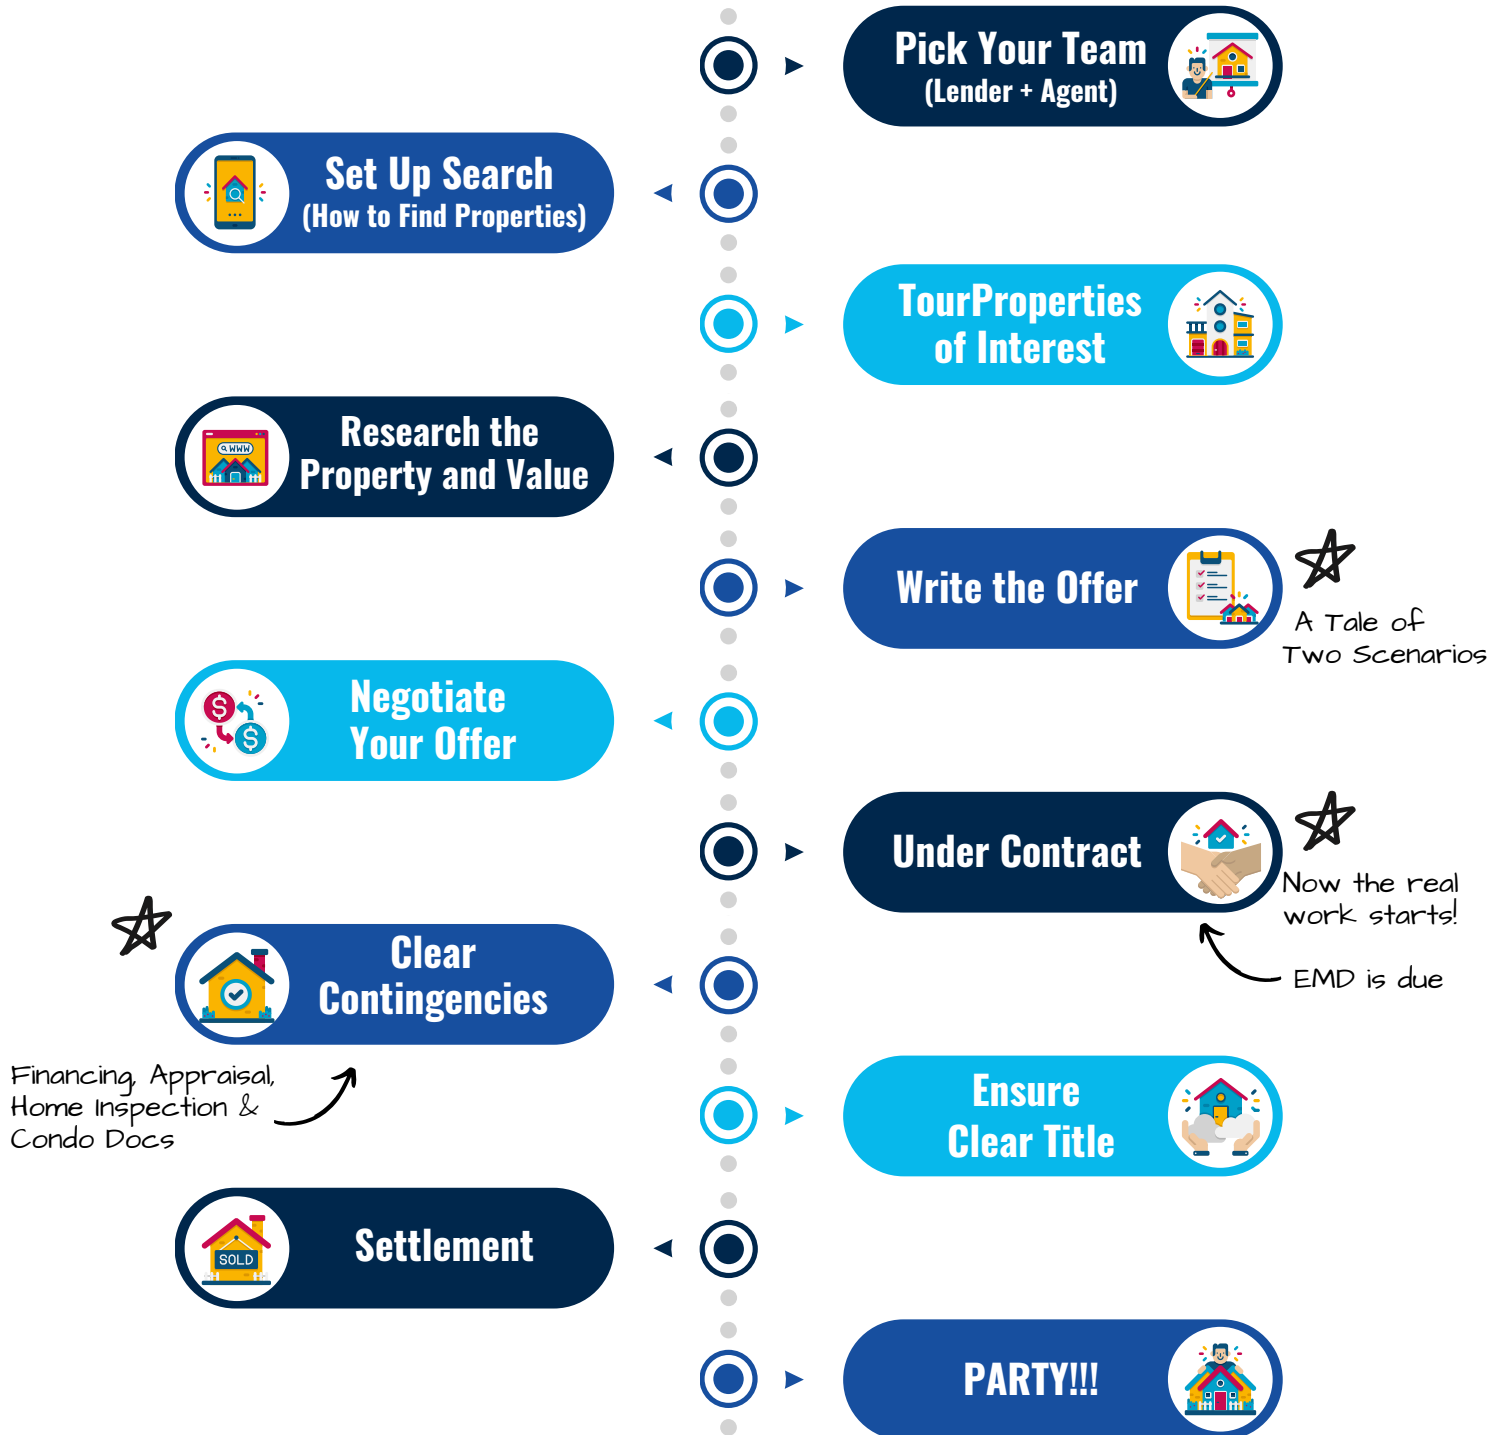 Pick Your Team
(Lender + Agent)
Set Up Search
(How to Find Properties)
TourProperties
of Interest
Research the
Property and Value
WWW
Write the Offer
A Tale of
Two Scenarios
Negotiate
Your Offer
$
$
Under Contract
Now the real
work starts!
EMD is due
Clear
Contingencies
Financing, Appraisal,
Home Inspection &
Condo Docs
Ensure
Clear Title
Settlement
SOLD
PARTY!!!